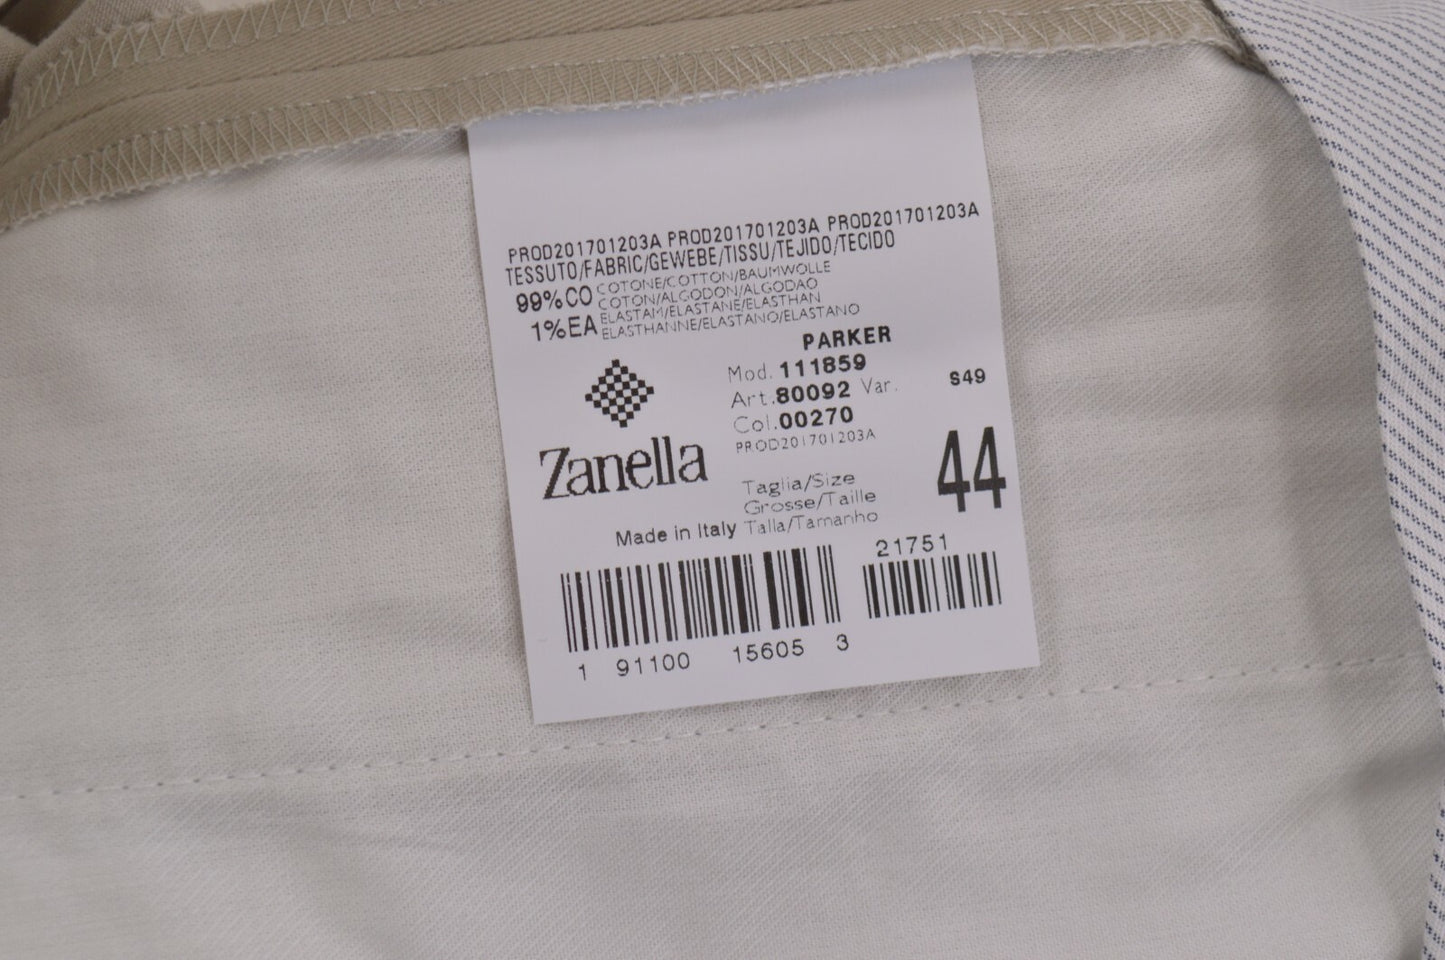 PROD201701203A PROD201701203A PROD201701203A
TESSUTO/FABRIC/GEWEBE/TISSU/TEJIDO/TECIDO
99%CO COTONE/COTTON/BAUMWOLLE
COTON/ALGODON/ALGODAO
1%EA ELASTAM/ELASTANE/ELASTHAN
ELASTHANNE/ELASTANO/ELASTANO
PARKER
Mod. 111859
Art. 80092 Var. S49
Col. 00270
PROD201701203A
Zanella
Taglia/Size
Grosse/Taille
Talla/Tamanho
44
Made in Italy
21751
1 91100 15605 3